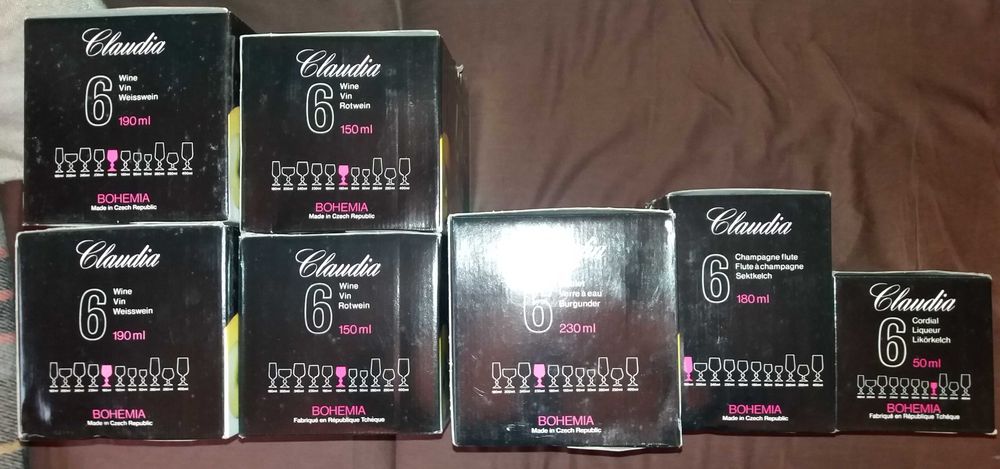 Claudia
6
Wine
Vin
Weisswein
190 ml
BOHEMIA
Made in Czech Republic
Claudia
6
Wine
Vin
Rotwein
150 ml
BOHEMIA
Made in Czech Republic
Claudia
6
Wine
Vin
Weisswein
190 ml
BOHEMIA
Made in Czech Republic
Claudia
6
Wine
Vin
Rotwein
150 ml
BOHEMIA
Fabriqué en République Tchèque
6
Verre à eau
Burgunder
230 ml
BOHEMIA
Made in Czech Republic
Claudia
6
Champagne flute
Flute à champagne
Sektkelch
180 ml
BOHEMIA
Made in Czech Republic
Claudia
6
Cordial
Liqueur
Likörkelch
50 ml
BOHEMIA
Fabriqué en République Tchèque